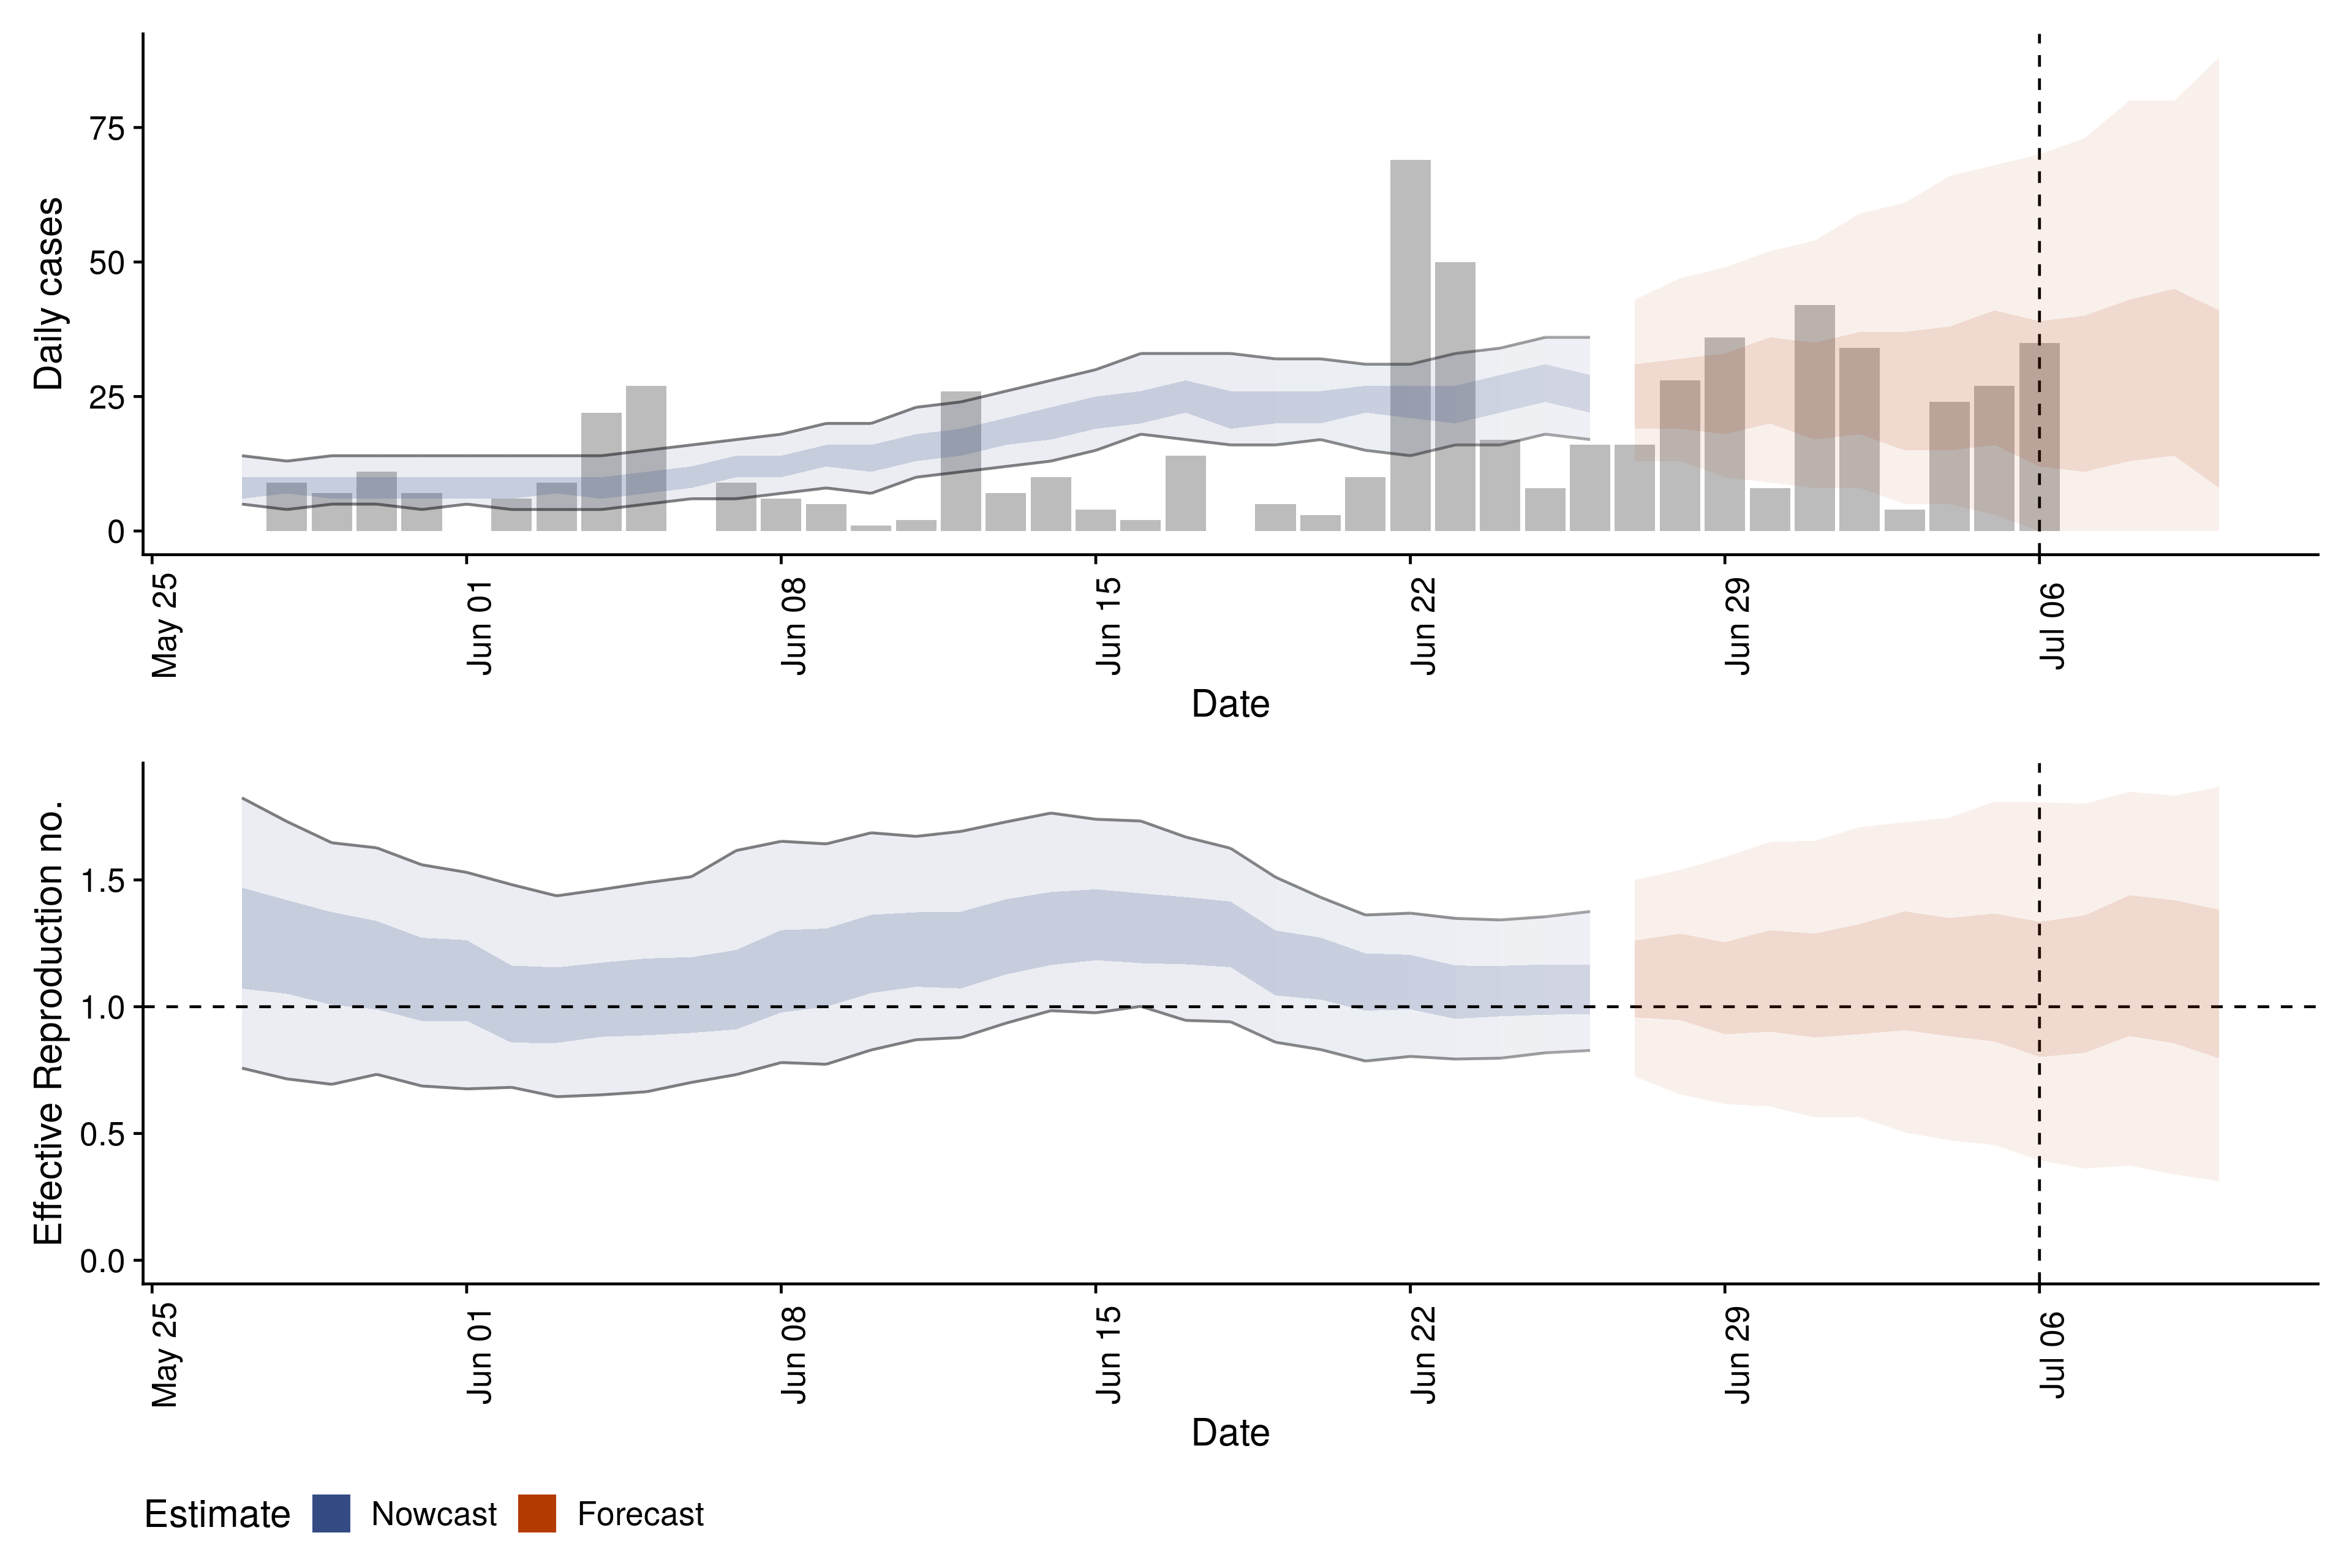 Daily cases
75
50
25
0
May 25
Jun 01
Jun 08
Jun 15
Jun 22
Jun 29
Jul 06
Date
Effective Reproduction no.
1.5
1.0
0.5
0.0
May 25
Jun 01
Jun 08
Jun 15
Jun 22
Jun 29
Jul 06
Date
Estimate Nowcast Forecast